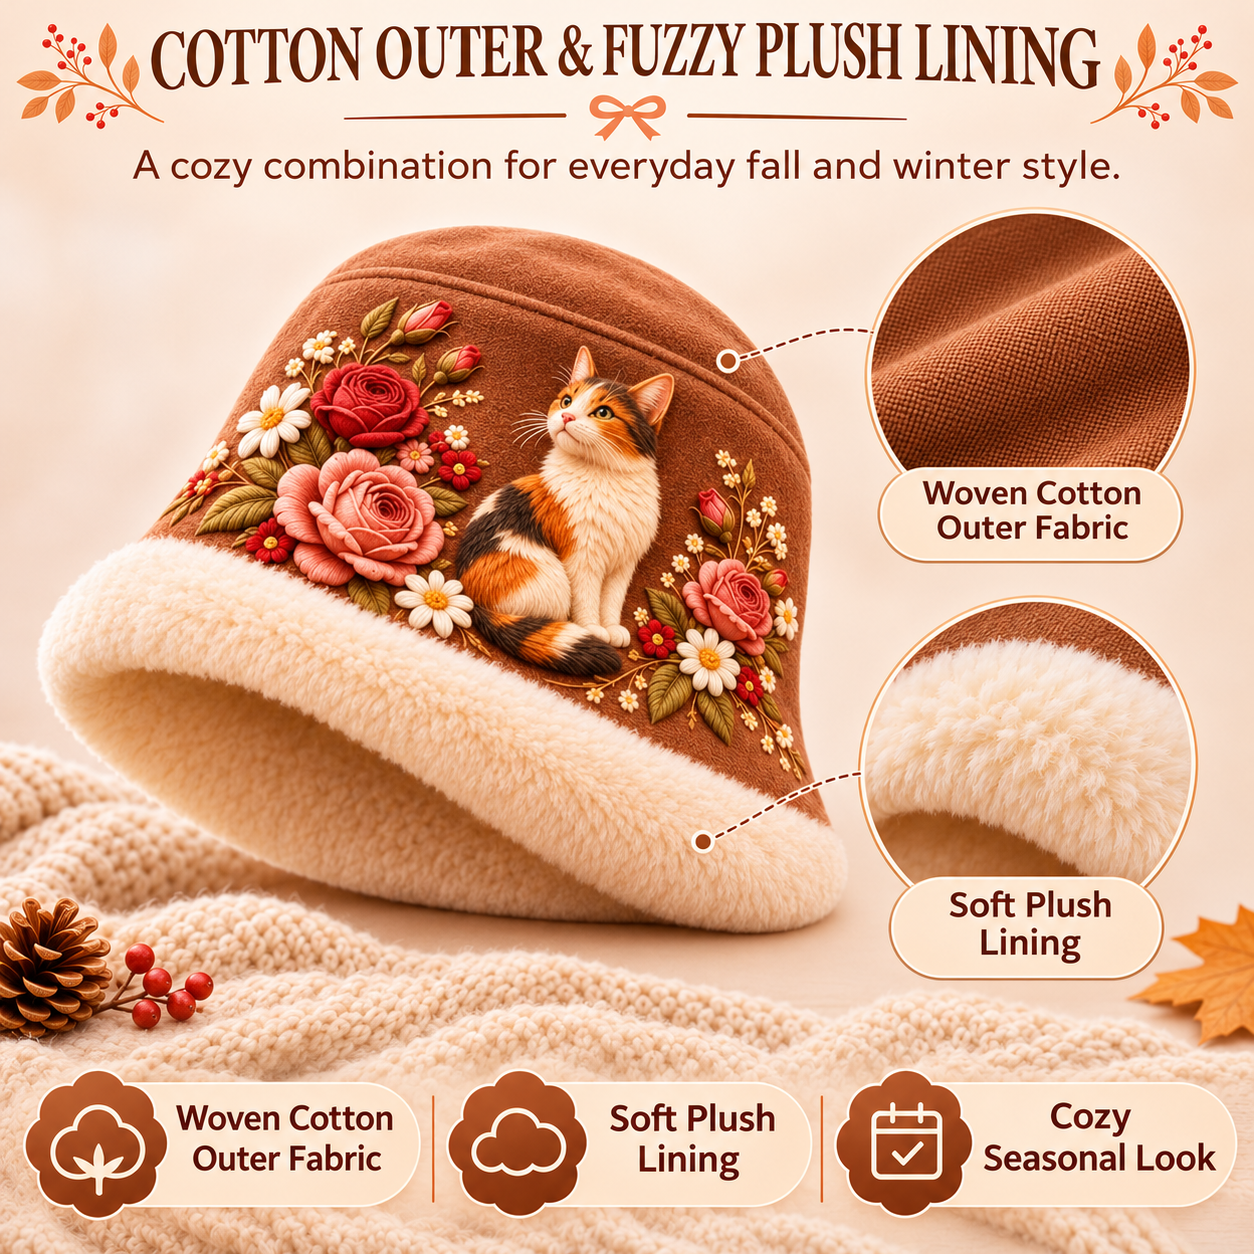 COTTON OUTER & FUZZY PLUSH LINING
A cozy combination for everyday fall and winter style.
Woven Cotton
Outer Fabric
Soft Plush
Lining
Woven Cotton
Outer Fabric
Soft Plush
Lining
Cozy
Seasonal Look